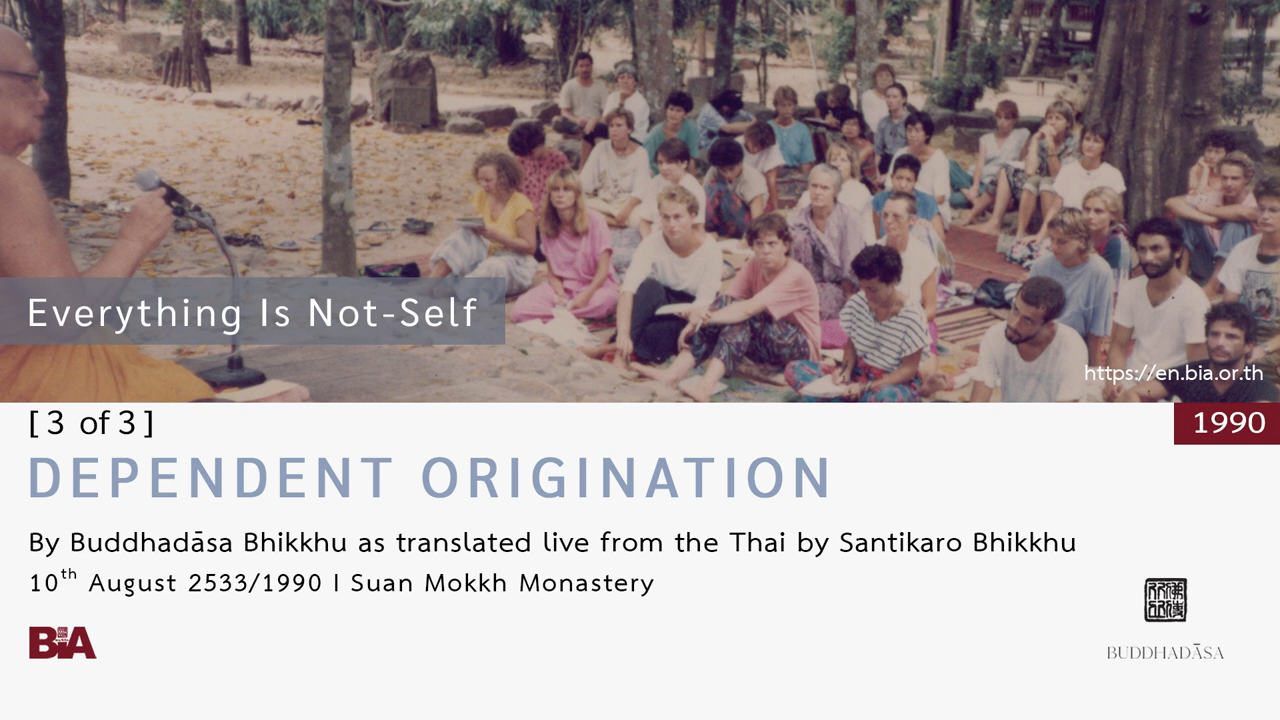 Everything Is Not-Self
https://en.bia.or.th
[ 3 of 3 ]
1990
DEPENDENT ORIGINATION
By Buddhadāsa Bhikkhu as translated live from the Thai by Santikaro Bhikkhu
10th August 2533/1990 I Suan Mokkh Monastery
BIA
BUDDHADĀSA